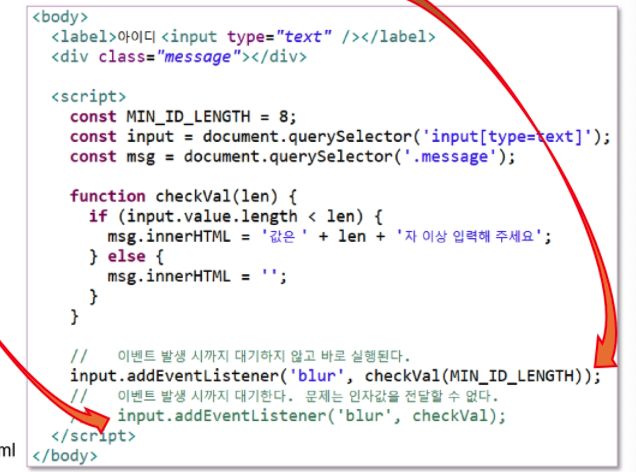 <body>
<label>아이디 <input type="text" /></label>
<div class="message"></div>
<script>
const MIN_ID_LENGTH = 8;
const input = document.querySelector('input[type=text]');
const msg = document.querySelector('.message');
function checkVal(len) {
if (input.value.length < len) {
msg.innerHTML = '값은 ' + len + '자 이상 입력해 주세요';
} else {
msg.innerHTML = '';
}
}
// 이벤트 발생 시까지 대기하지 않고 바로 실행된다.
input.addEventListener('blur', checkVal(MIN_ID_LENGTH));
// 이벤트 발생 시까지 대기한다. 문제는 인자값을 전달할 수 없다.
// input.addEventListener('blur', checkVal);
</script>
</body>